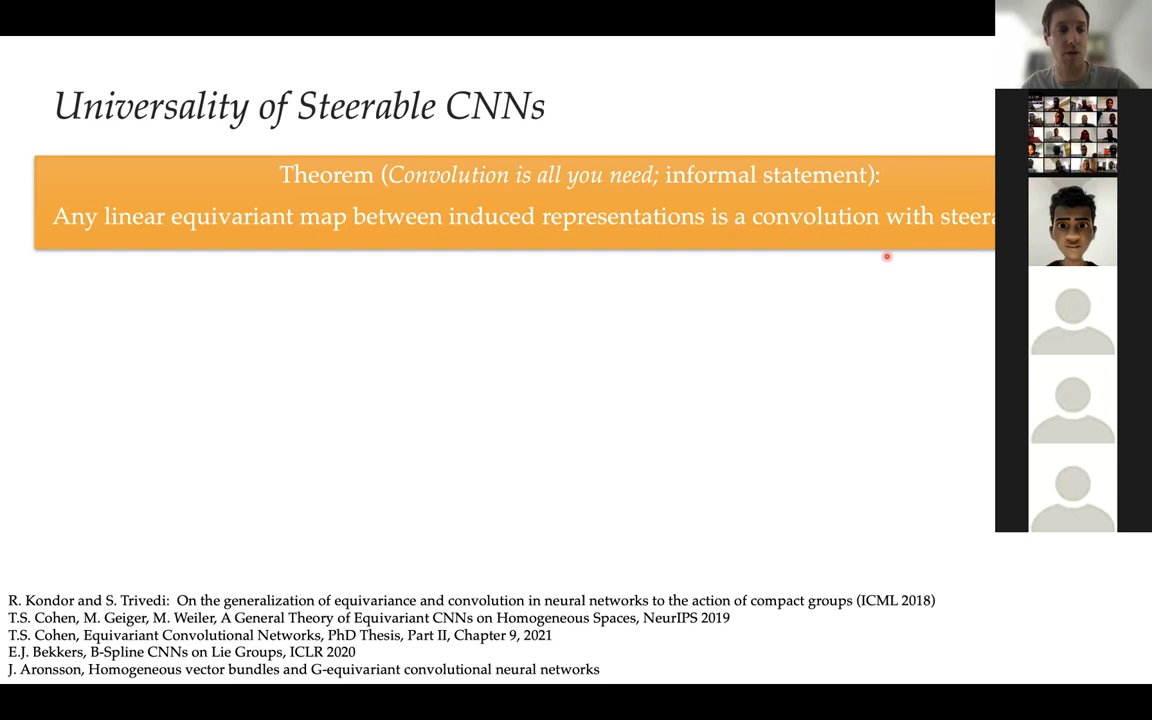 Universality of Steerable CNNs
Theorem (Convolution is all you need; informal statement):
Any linear equivariant map between induced representations is a convolution with
R. Kondor and S. Trivedi: On the generalization of equivariance and convolution in neural networks to the action of compact groups (ICML 2018)
T.S. Cohen, M. Geiger, M. Weiler, A General Theory of Equivariant CNNs on Homogeneous Spaces, NeurIPS 2019
T.S. Cohen, Equivariant Convolutional Networks, PhD Thesis, Part II, Chapter 9, 2021
E.J. Bekkers, B-Spline CNNs on Lie Groups, ICLR 2020
J. Aronsson, Homogeneous vector bundles and G-equivariant convolutional neural networks